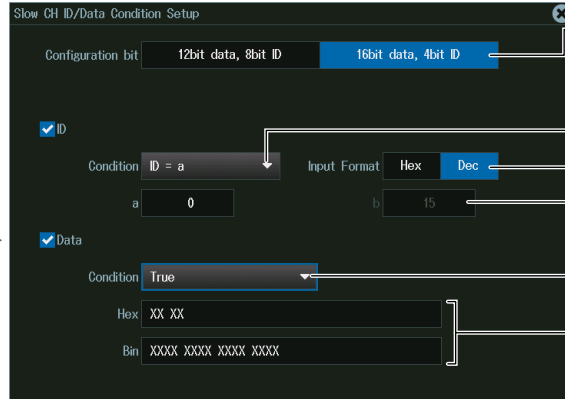 Slow CH ID/Data Condition Setup
Configuration bit 12bit data, 8bit ID 16bit data, 4bit ID
ID
Condition ID = a Input Format Hex Dec
a 0 b 15
Data
Condition True
Hex XX XX
Bin XXXX XXXX XXXX XXXX